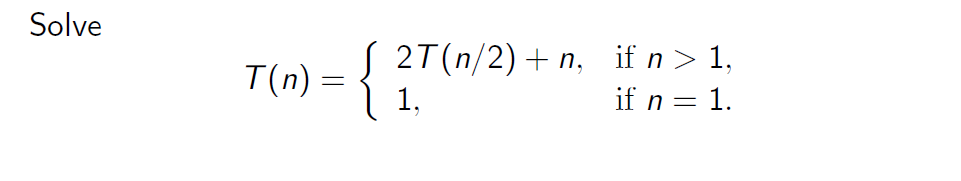 Solve
T(n) = { 2T(n/2) + n, if n > 1,
1, if n = 1.